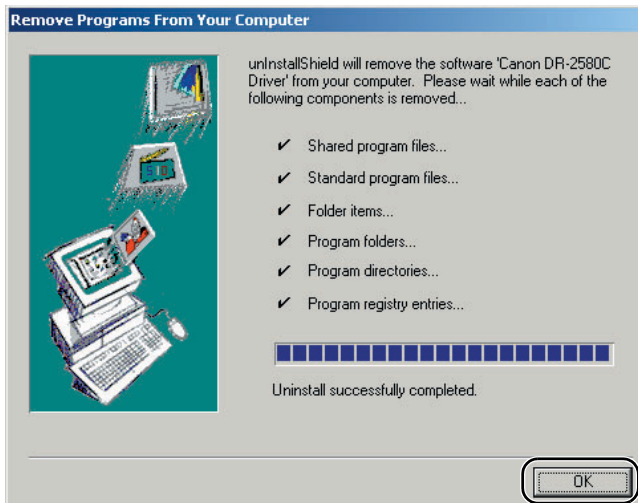 Remove Programs From Your Computer
unInstallShield will remove the software 'Canon DR-2580C
Driver' from your computer. Please wait while each of the
following components is removed...
✔ Shared program files...
✔ Standard program files...
✔ Folder items...
✔ Program folders...
✔ Program directories...
✔ Program registry entries...
Uninstall successfully completed.
OK